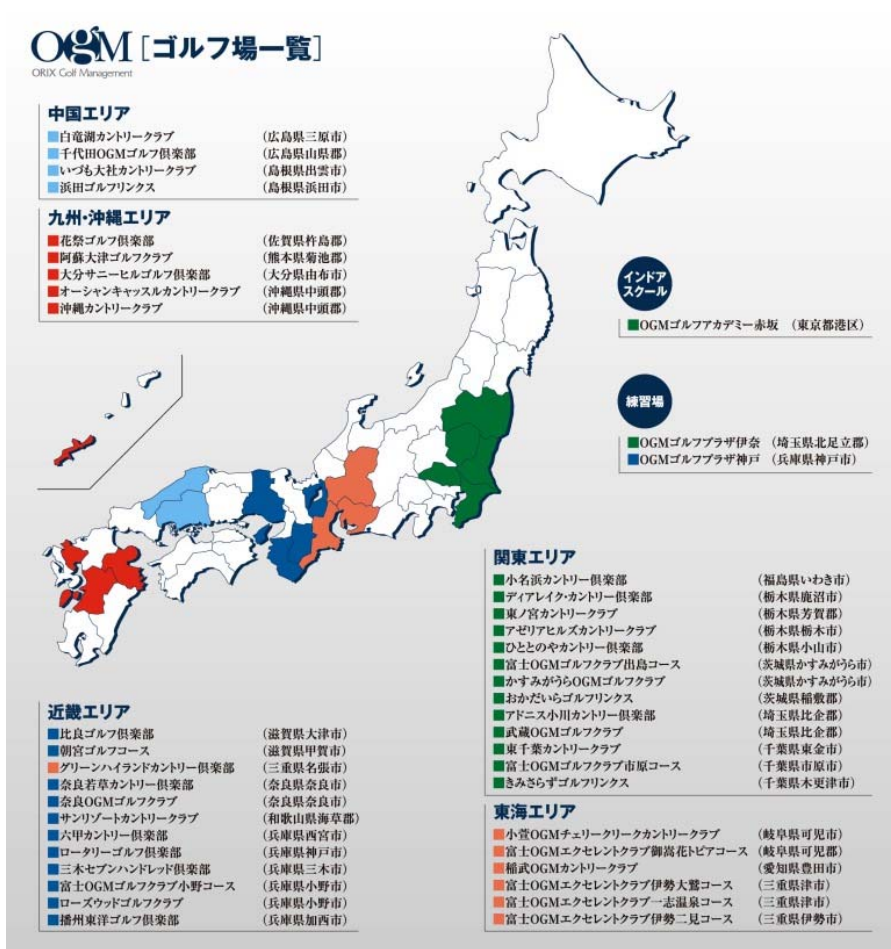 OGM [ゴルフ場一覧]
ORIX Golf Management
中国エリア
白竜湖カントリークラブ (広島県三原市)
千代田OGMゴルフ倶楽部 (広島県山県郡)
いづも大社カントリークラブ (島根県出雲市)
浜田ゴルフリンクス (島根県浜田市)
九州・沖縄エリア
花祭ゴルフ倶楽部 (佐賀県杵島郡)
阿蘇大津ゴルフクラブ (熊本県菊池郡)
大分サニーヒルゴルフ倶楽部 (大分県由布市)
オーシャンキャッスルカントリークラブ (沖縄県中頭郡)
沖縄カントリークラブ (沖縄県中頭郡)
インドア
スクール
OGMゴルフアカデミー赤坂 (東京都港区)
練習場
OGMゴルフプラザ伊奈 (埼玉県北足立郡)
OGMゴルフプラザ神戸 (兵庫県神戸市)
関東エリア
小名浜カントリー倶楽部 (福島県いわき市)
ディアレイク・カントリー倶楽部 (栃木県鹿沼市)
東ノ宮カントリークラブ (栃木県芳賀郡)
アゼリアヒルズカントリークラブ (栃木県栃木市)
ひととのやカントリー倶楽部 (栃木県小山市)
富士OGMゴルフクラブ出島コース (茨城県かすみがうら市)
かすみがうらOGMゴルフクラブ (茨城県かすみがうら市)
おかだいらゴルフリンクス (茨城県稲敷郡)
アドニス小川カントリー倶楽部 (埼玉県比企郡)
武蔵OGMゴルフクラブ (埼玉県比企郡)
東千葉カントリークラブ (千葉県東金市)
富士OGMゴルフクラブ市原コース (千葉県市原市)
きみさらずゴルフリンクス (千葉県木更津市)
近畿エリア
比良ゴルフ倶楽部 (滋賀県大津市)
朝宮ゴルフコース (滋賀県甲賀市)
グリーンハイランドカントリー倶楽部 (三重県名張市)
奈良若草カントリー倶楽部 (奈良県奈良市)
奈良OGMゴルフクラブ (奈良県奈良市)
サンリゾートカントリークラブ (和歌山県海草郡)
六甲カントリー倶楽部 (兵庫県西宮市)
ロータリーゴルフ倶楽部 (兵庫県神戸市)
三木セブンハンドレッド倶楽部 (兵庫県三木市)
富士OGMゴルフクラブ小野コース (兵庫県小野市)
ローズウッドゴルフクラブ (兵庫県小野市)
播州東洋ゴルフ倶楽部 (兵庫県加西市)
東海エリア
小萱OGMチェリークリークカントリークラブ (岐阜県可児市)
富士OGMエクセレントクラブ御嵩花トピアコース (岐阜県可児郡)
稲武OGMカントリークラブ (愛知県豊田市)
富士OGMエクセレントクラブ伊勢大鷲コース (三重県津市)
富士OGMエクセレントクラブ一志温泉コース (三重県津市)
富士OGMエクセレントクラブ伊勢二見コース (三重県伊勢市)